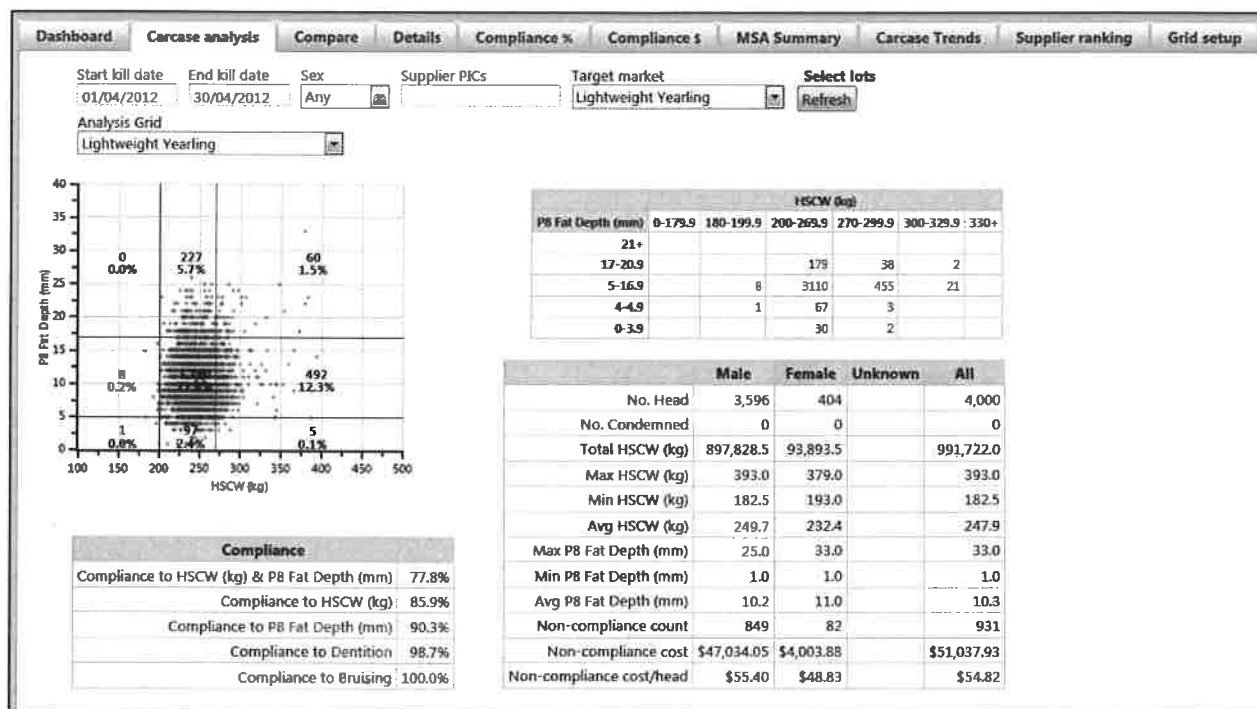 Dashboard Carcase analysis Compare Details Compliance % Compliance $ MSA Summary Carcase Trends Supplier ranking Grid setup
Start kill date End kill date Sex Supplier PICs Target market Select lots
01/04/2012 30/04/2012 Any Lightweight Yearling Refresh
Analysis Grid
Lightweight Yearling
P8 Fat Depth (mm)
40
35
30
25
20
15
10
5
0
0 227 60
0.0% 5.7% 1.5%
8 492
0.2% 12.3%
1 97 5
0.0% 2.4% 0.1%
100 150 200 250 300 350 400 450 500
HSCW (kg)
HSCW (kg)
P8 Fat Depth (mm) 0-179.9 180-199.9 200-269.9 270-299.9 300-329.9 330+
21+
17-20.9 179 38 2
5-16.9 8 3110 455 21
4-4.9 1 67 3
0-3.9 30 2
Compliance
Compliance to HSCW (kg) & P8 Fat Depth (mm) 77.8%
Compliance to HSCW (kg) 85.9%
Compliance to P8 Fat Depth (mm) 90.3%
Compliance to Dentition 98.7%
Compliance to Bruising 100.0%
Male Female Unknown All
No. Head 3,596 404 4,000
No. Condemned 0 0 0
Total HSCW (kg) 897,828.5 93,893.5 991,722.0
Max HSCW (kg) 393.0 379.0 393.0
Min HSCW (kg) 182.5 193.0 182.5
Avg HSCW (kg) 249.7 232.4 247.9
Max P8 Fat Depth (mm) 25.0 33.0 33.0
Min P8 Fat Depth (mm) 1.0 1.0 1.0
Avg P8 Fat Depth (mm) 10.2 11.0 10.3
Non-compliance count 849 82 931
Non-compliance cost $47,034.05 $4,003.88 $51,037.93
Non-compliance cost/head $55.40 $48.83 $54.82